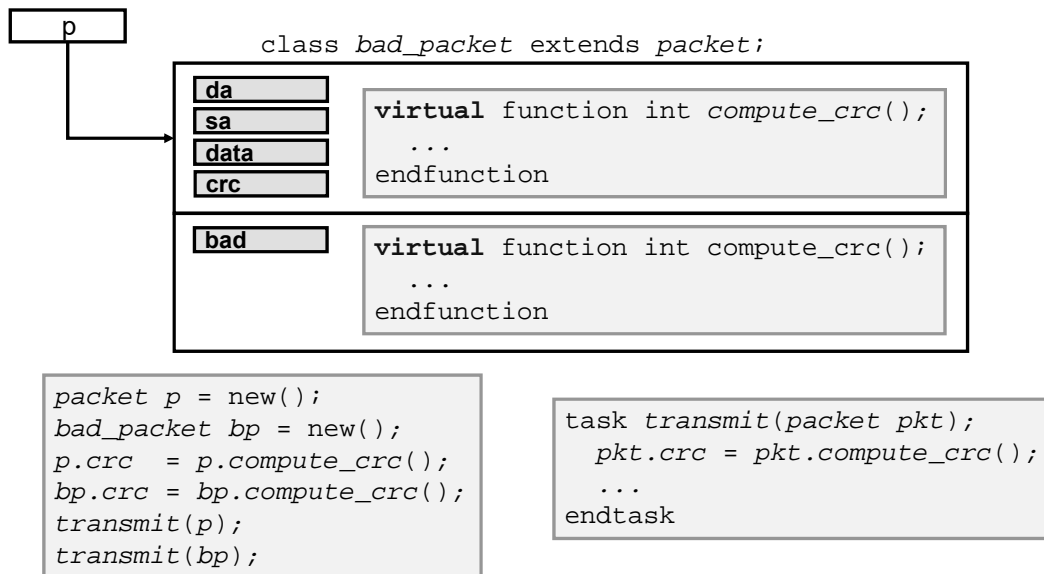 p
class bad_packet extends packet;
da
sa
data
crc
virtual function int compute_crc();
...
endfunction
bad
virtual function int compute_crc();
...
endfunction
packet p = new();
bad_packet bp = new();
p.crc = p.compute_crc();
bp.crc = bp.compute_crc();
transmit(p);
transmit(bp);
task transmit(packet pkt);
pkt.crc = pkt.compute_crc();
...
endtask